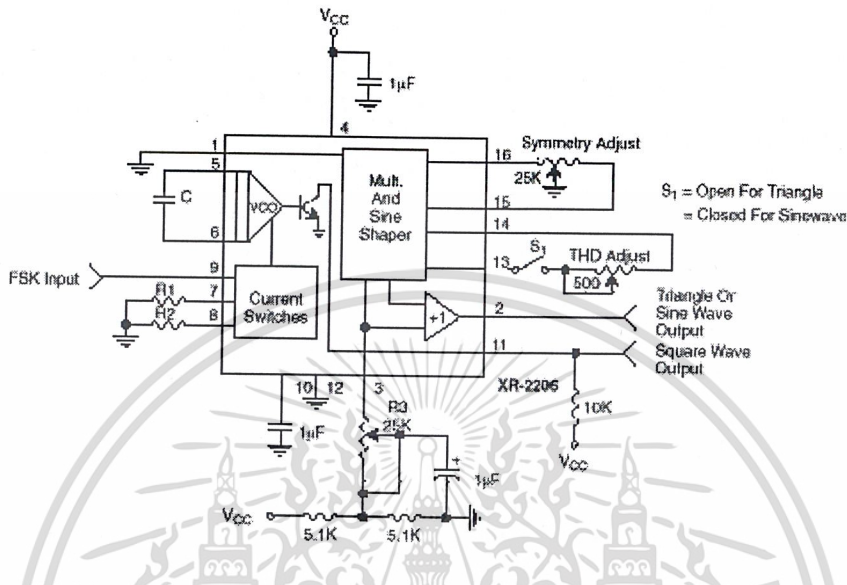 VCC
1µF
4
1
16
Symmetry Adjust
5
25K
Mult.
And
Sine
Shaper
S1 = Open For Triangle
= Closed For Sinewave
C
VCO
15
14
6
13
S1
THD Adjust
FSK Input
9
500
R1
7
Current
Switches
R2
8
+1
2
Triangle Or
Sine Wave
Output
11
Square Wave
Output
10
12
3
XR-2206
R3
25K
10K
1µF
+
1µF
VCC
VCC
5.1K
5.1K